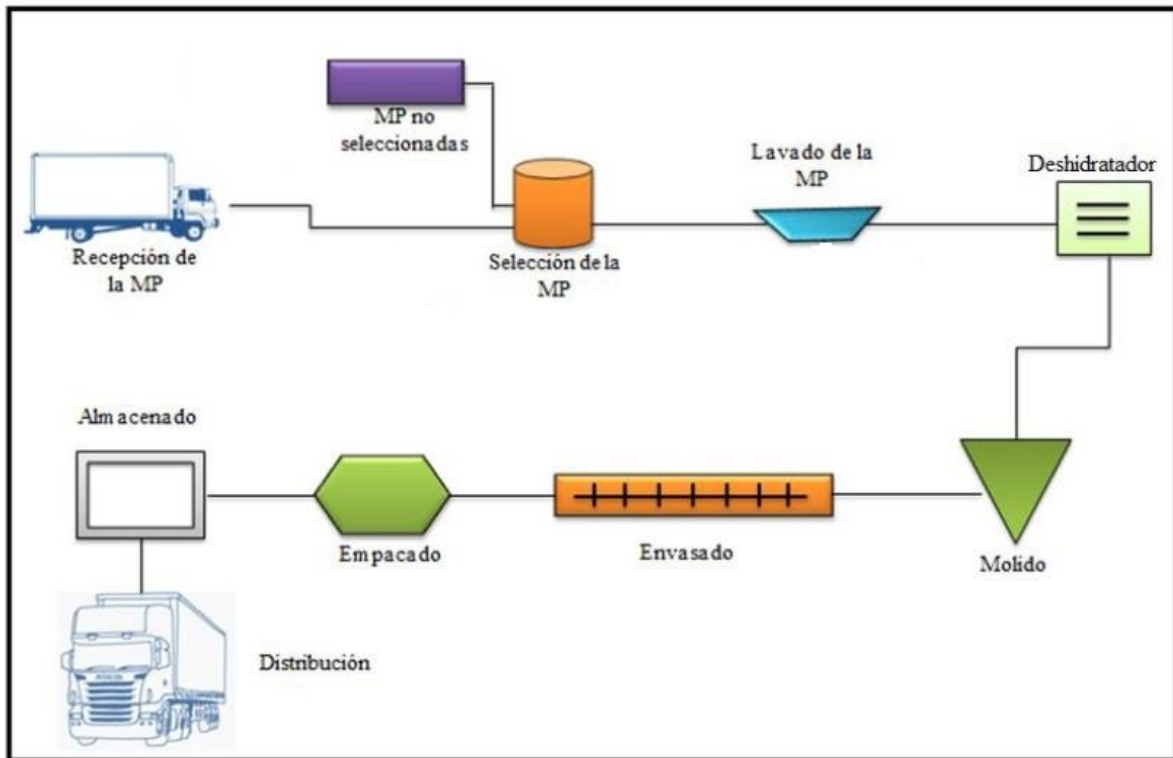 MP no
seleccionadas
Recepción de
la MP
Selección de la
MP
Lavado de la
MP
Deshidratador
Almacenado
Empacado
Envasado
Molido
Distribución